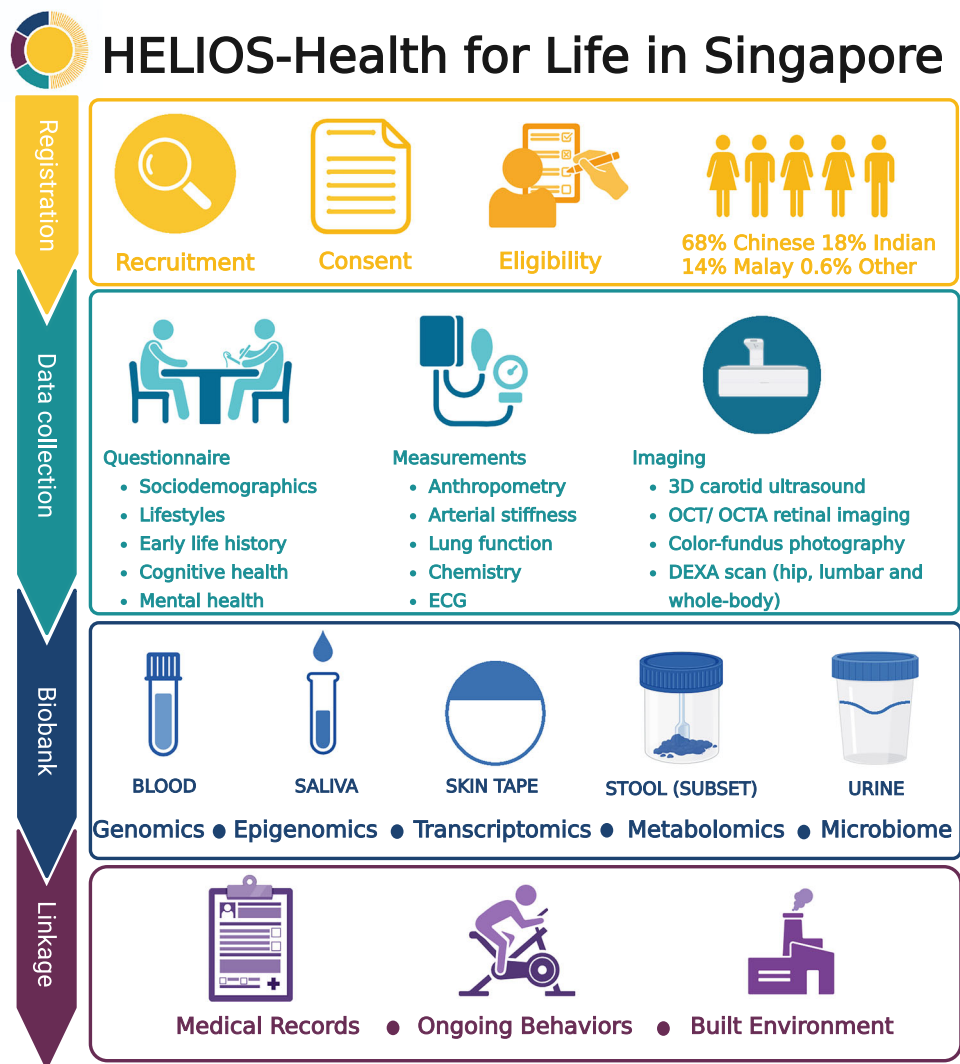 HELIOS-Health for Life in Singapore
Registration
Recruitment
Consent
Eligibility
68% Chinese 18% Indian
14% Malay 0.6% Other
Data collection
Questionnaire
• Sociodemographics
• Lifestyles
• Early life history
• Cognitive health
• Mental health
Measurements
• Anthropometry
• Arterial stiffness
• Lung function
• Chemistry
• ECG
Imaging
• 3D carotid ultrasound
• OCT/ OCTA retinal imaging
• Color-fundus photography
• DEXA scan (hip, lumbar and
whole-body)
Biobank
BLOOD
SALIVA
SKIN TAPE
STOOL (SUBSET)
URINE
Genomics • Epigenomics • Transcriptomics • Metabolomics • Microbiome
Linkage
Medical Records • Ongoing Behaviors • Built Environment